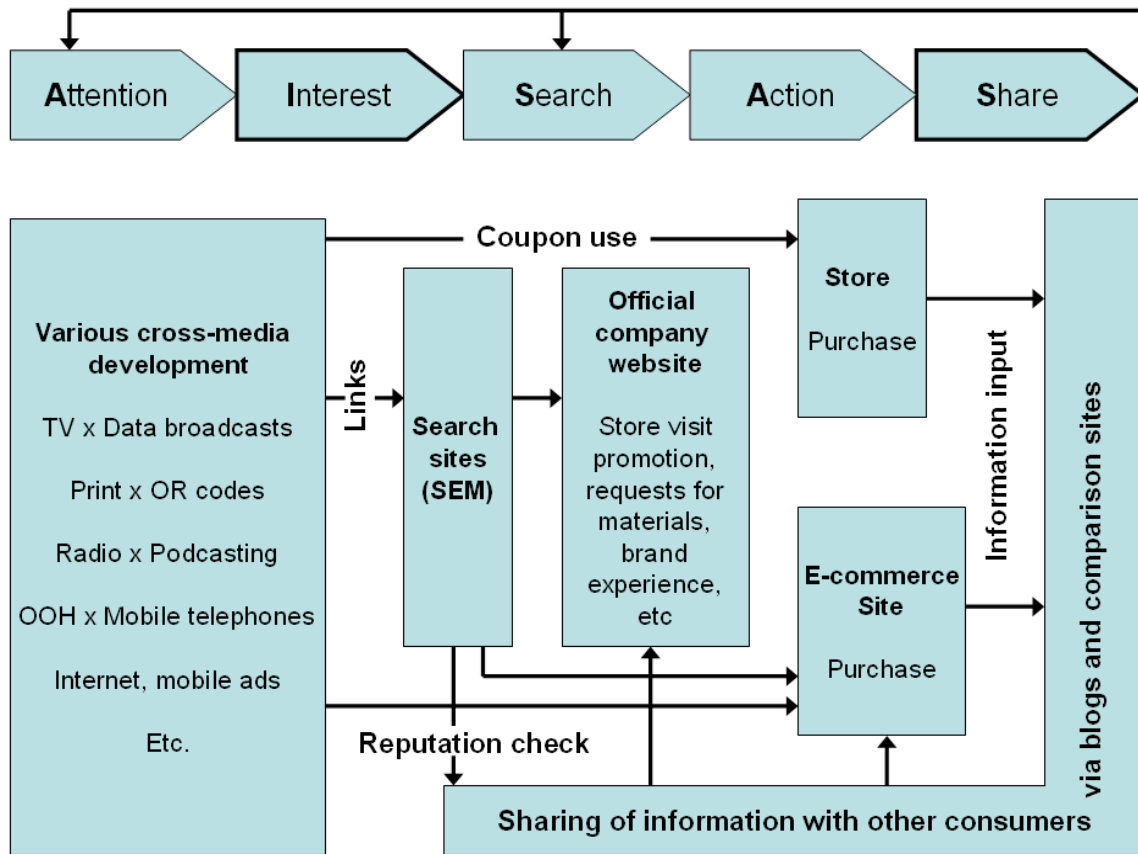 Attention
Interest
Search
Action
Share
Various cross-media
development
TV x Data broadcasts
Print x OR codes
Radio x Podcasting
OOH x Mobile telephones
Internet, mobile ads
Etc.
Coupon use
Links
Search
sites
(SEM)
Official
company
website
Store visit
promotion,
requests for
materials,
brand
experience,
etc
Store
Purchase
E-commerce
Site
Purchase
Information input
Reputation check
Sharing of information with other consumers
via blogs and comparison sites